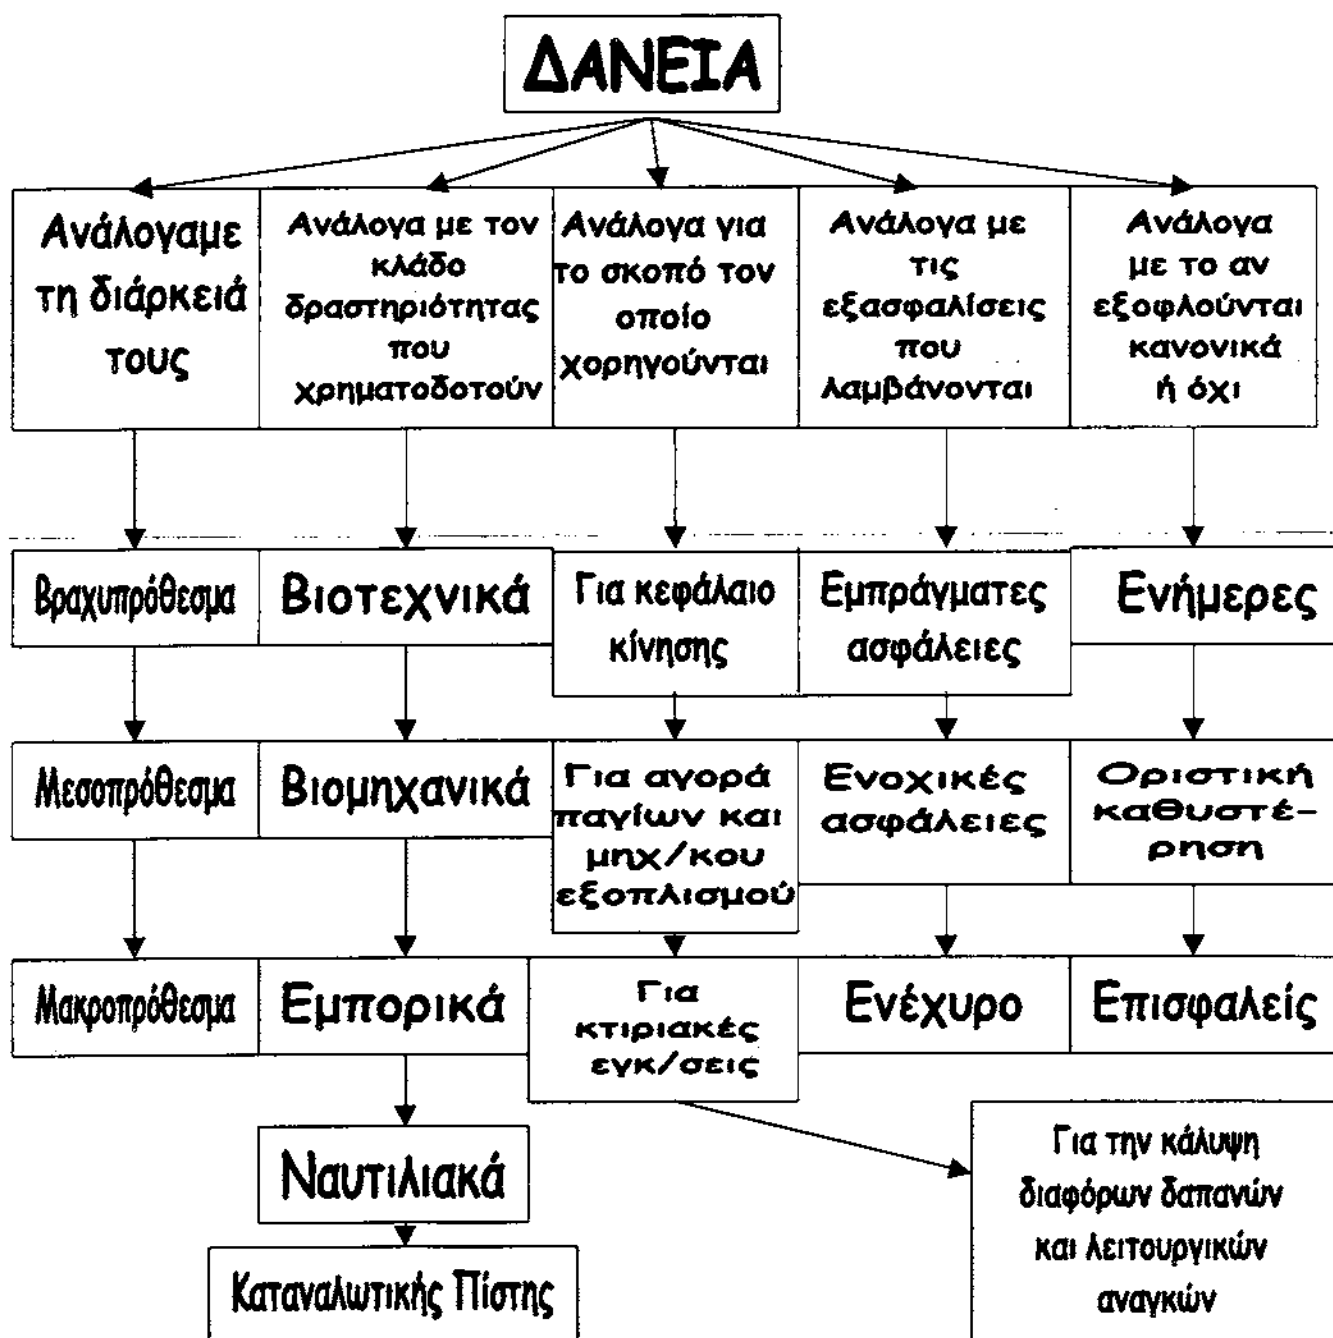 ΔΑΝΕΙΑ
Ανάλογαμε
τη διάρκειά
τους
Ανάλογα με τον
κλάδο
δραστηριότητας
που
χρηματοδοτούν
Ανάλογα για
το σκοπό τον
οποίο
χορηγούνται
Ανάλογα με
τις
εξασφαλίσεις
που
λαμβάνονται
Ανάλογα
με το αν
εξοφλούνται
κανονικά
ή όχι
Βραχυπρόθεσμα
Βιοτεχνικά
Για κεφάλαιο
κίνησης
Εμπράγματες
ασφάλειες
Ενήμερες
Μεσοπρόθεσμα
Βιομηχανικά
Για αγορά
παγίων και
μηχ/κου
εξοπλισμού
Ενοχικές
ασφάλειες
Οριστική
καθυστέ-
ρηση
Μακροπρόθεσμα
Εμπορικά
Για
κτιριακές
εγκ/σεις
Ενέχυρο
Επισφαλείς
Ναυτιλιακά
Καταναλωτικής Πίστης
Για την κάλυψη
διαφόρων δαπανών
και λειτουργικών
αναγκών